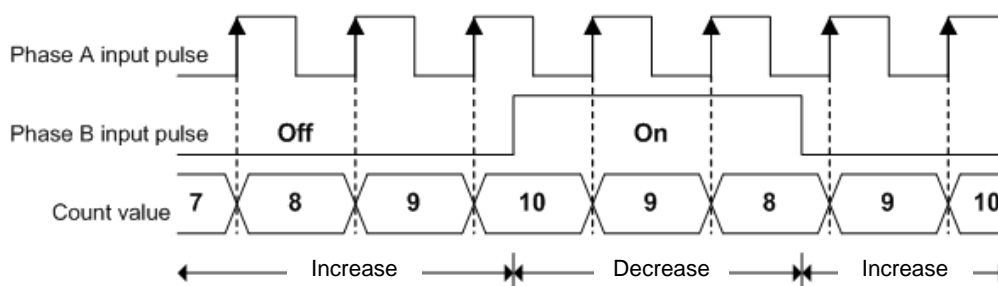 Phase A input pulse
Phase B input pulse Off On
Count value 7 8 9 10 9 8 9 10
Increase Decrease Increase